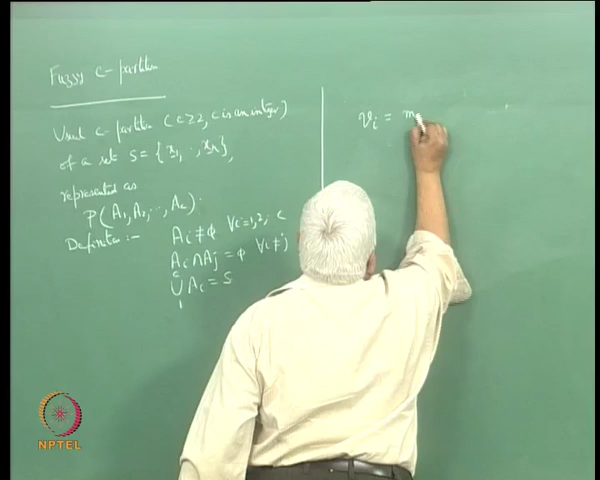 Fuzzy c-partition
Usual c-partition (c≥2, c is an integer)
of a set S = {x1, .., xn},
represented as
P(A1, A2, ..., Ac).
Definition :- Ai ≠ φ ∀i=1,2, c
Ai ∩ Aj = φ ∀i ≠ j
c
∪ Ai = S
1
vi = m
NPTEL